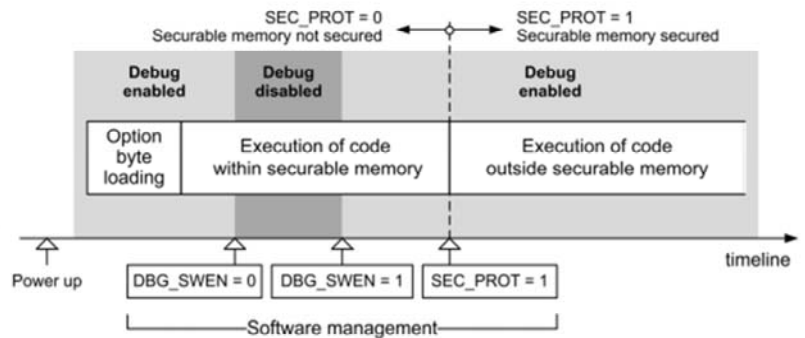 SEC_PROT = 0
Securable memory not secured
SEC_PROT = 1
Securable memory secured
Debug
enabled
Debug
disabled
Debug
enabled
Option
byte
loading
Execution of code
within securable memory
Execution of code
outside securable memory
timeline
Power up
DBG_SWEN = 0
DBG_SWEN = 1
SEC_PROT = 1
Software management